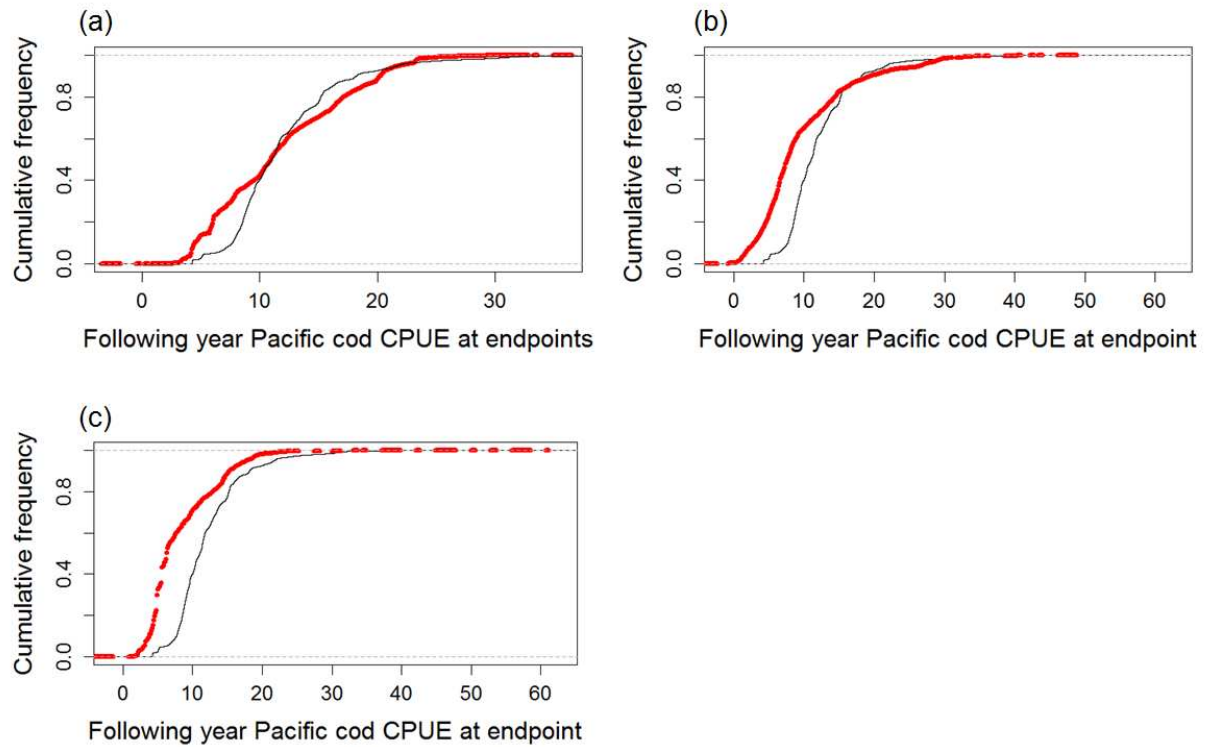 (a)
Cumulative frequency
0.0 0.4 0.8
0 10 20 30
Following year Pacific cod CPUE at endpoints
(b)
Cumulative frequency
0.0 0.4 0.8
0 10 20 30 40 50 60
Following year Pacific cod CPUE at endpoint
(c)
Cumulative frequency
0.0 0.4 0.8
0 10 20 30 40 50 60
Following year Pacific cod CPUE at endpoint